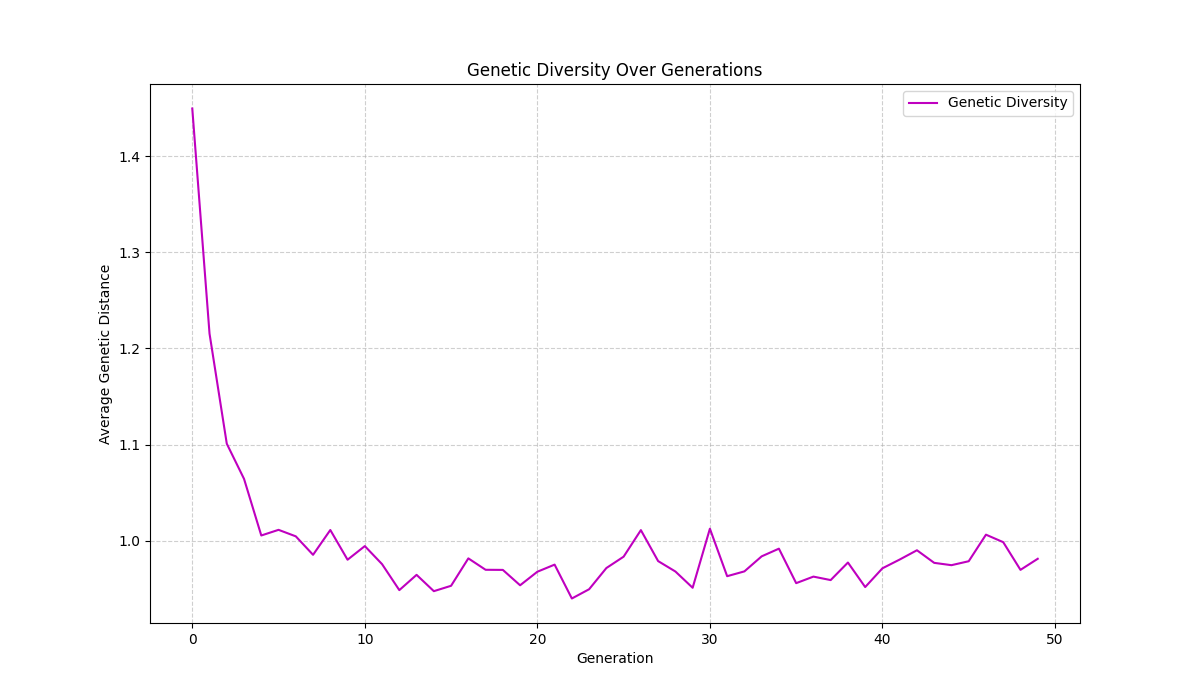 Genetic Diversity Over Generations
Genetic Diversity
1.4
1.3
1.2
1.1
1.0
Average Genetic Distance
0 10 20 30 40 50
Generation